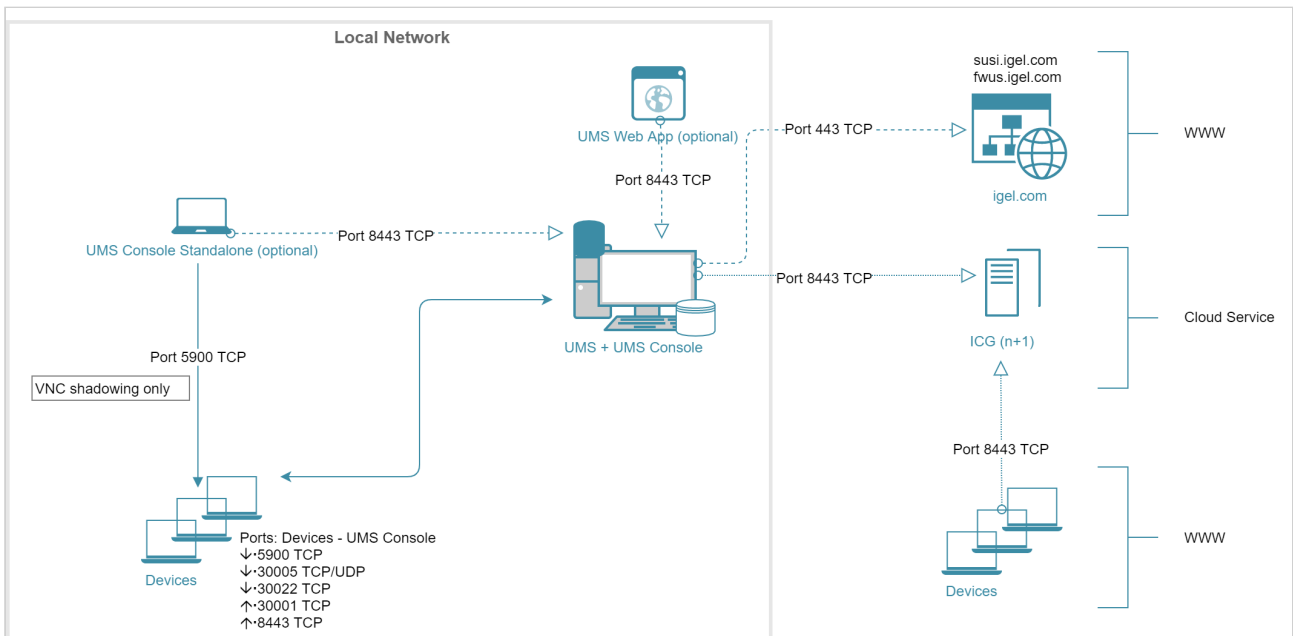 Local Network
susi.igel.com
fwus.igel.com
UMS Web App (optional)
Port 443 TCP
WWW
Port 8443 TCP
igel.com
Port 8443 TCP
UMS Console Standalone (optional)
Port 8443 TCP
Cloud Service
UMS + UMS Console
ICG (n+1)
Port 5900 TCP
VNC shadowing only
Port 8443 TCP
Ports: Devices - UMS Console
↓·5900 TCP
↓·30005 TCP/UDP
↓·30022 TCP
↑·30001 TCP
↑·8443 TCP
Devices
WWW
Devices